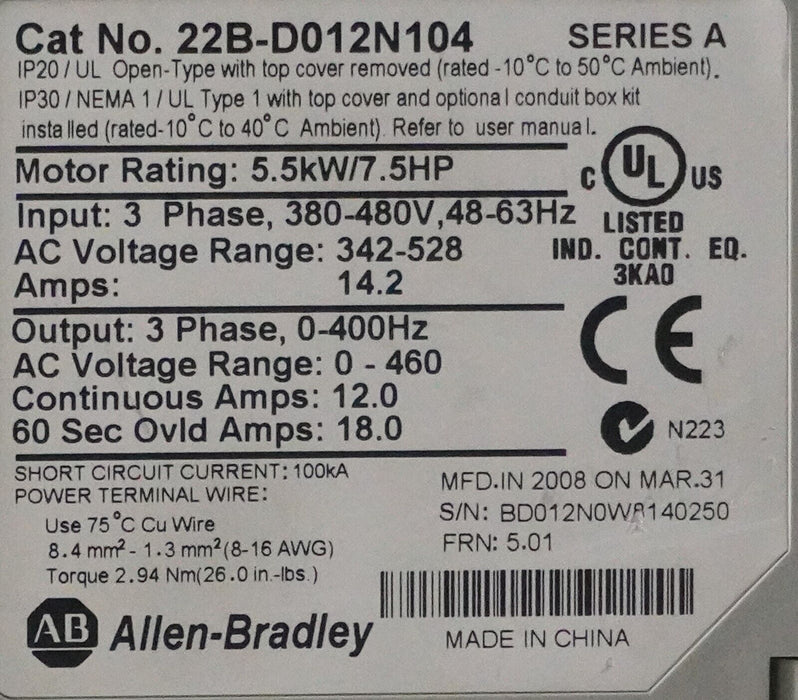 Cat No. 22B-D012N104 SERIES A
IP20 / UL Open-Type with top cover removed (rated -10°C to 50°C Ambient).
IP30 / NEMA 1 / UL Type 1 with top cover and optional conduit box kit
installed (rated-10°C to 40°C Ambient). Refer to user manual.
Motor Rating: 5.5kW/7.5HP
C UL US
LISTED
IND. CONT. EQ.
3KA0
Input: 3 Phase, 380-480V,48-63Hz
AC Voltage Range: 342-528
Amps: 14.2
Output: 3 Phase, 0-400Hz
AC Voltage Range: 0 - 460
Continuous Amps: 12.0
60 Sec Ovld Amps: 18.0
CE
N223
SHORT CIRCUIT CURRENT: 100kA
POWER TERMINAL WIRE:
Use 75°C Cu Wire
8.4 mm² - 1.3 mm² (8-16 AWG)
Torque 2.94 Nm(26.0 in.-lbs.)
MFD.IN 2008 ON MAR.31
S/N: BD012N0W8140250
FRN: 5.01
AB Allen-Bradley
MADE IN CHINA